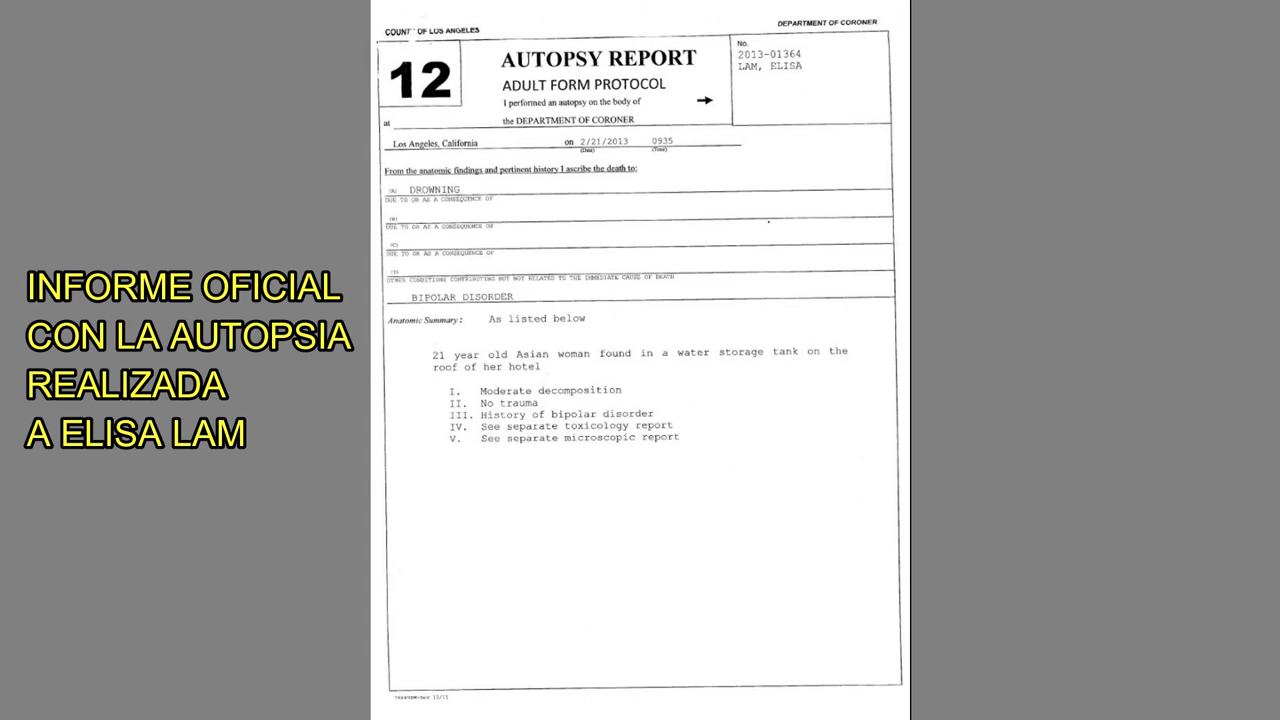 INFORME OFICIAL
CON LA AUTOPSIA
REALIZADA
A ELISA LAM
COUNT OF LOS ANGELES
DEPARTMENT OF CORONER
12
AUTOPSY REPORT
ADULT FORM PROTOCOL
I performed an autopsy on the body of
No.
2013-01364
LAM, ELISA
at
the DEPARTMENT OF CORONER
Los Angeles, California on 2/21/2013 0935
(Date) (Time)
From the anatomic findings and pertinent history I ascribe the death to:
(A) DROWNING
DUE TO OR AS A CONSEQUENCE OF
(B)
DUE TO OR AS A CONSEQUENCE OF
(C)
DUE TO OR AS A CONSEQUENCE OF
(D)
OTHER CONDITIONS CONTRIBUTING BUT NOT RELATED TO THE IMMEDIATE CAUSE OF DEATH
BIPOLAR DISORDER
Anatomic Summary: As listed below
21 year old Asian woman found in a water storage tank on the
roof of her hotel
I. Moderate decomposition
II. No trauma
III. History of bipolar disorder
IV. See separate toxicology report
V. See separate microscopic report
12/11